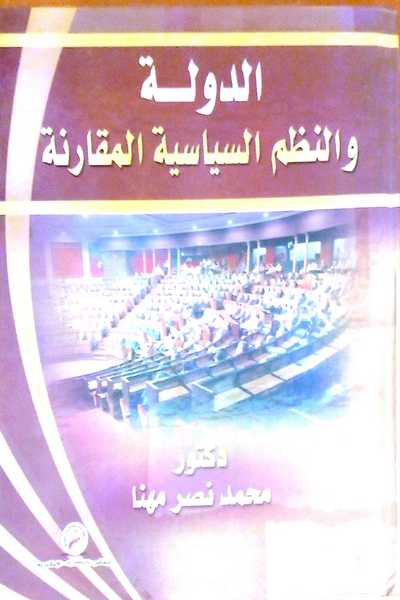 الدولة
والنظم السياسية المقارنة
دكتور
محمد نصر مهنا